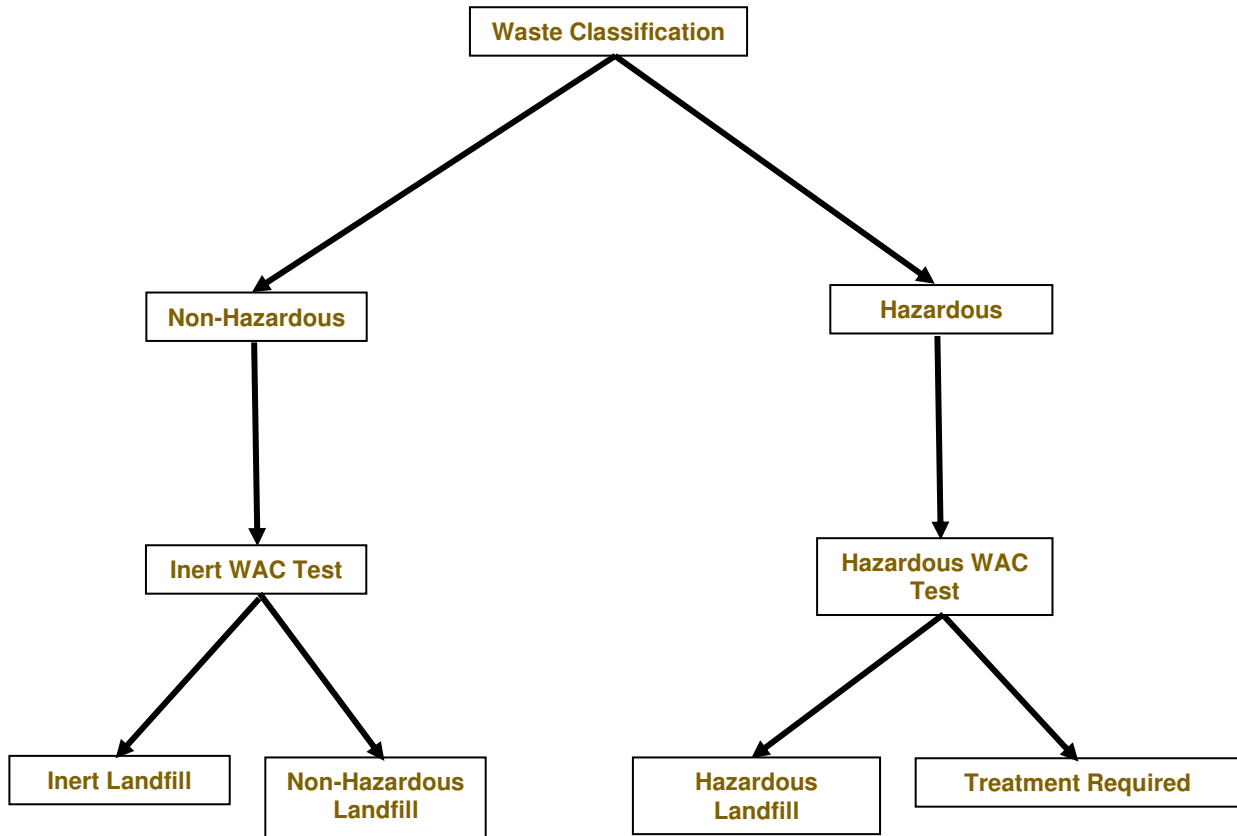 Waste Classification
Non-Hazardous
Hazardous
Inert WAC Test
Hazardous WAC
Test
Inert Landfill
Non-Hazardous
Landfill
Hazardous
Landfill
Treatment Required